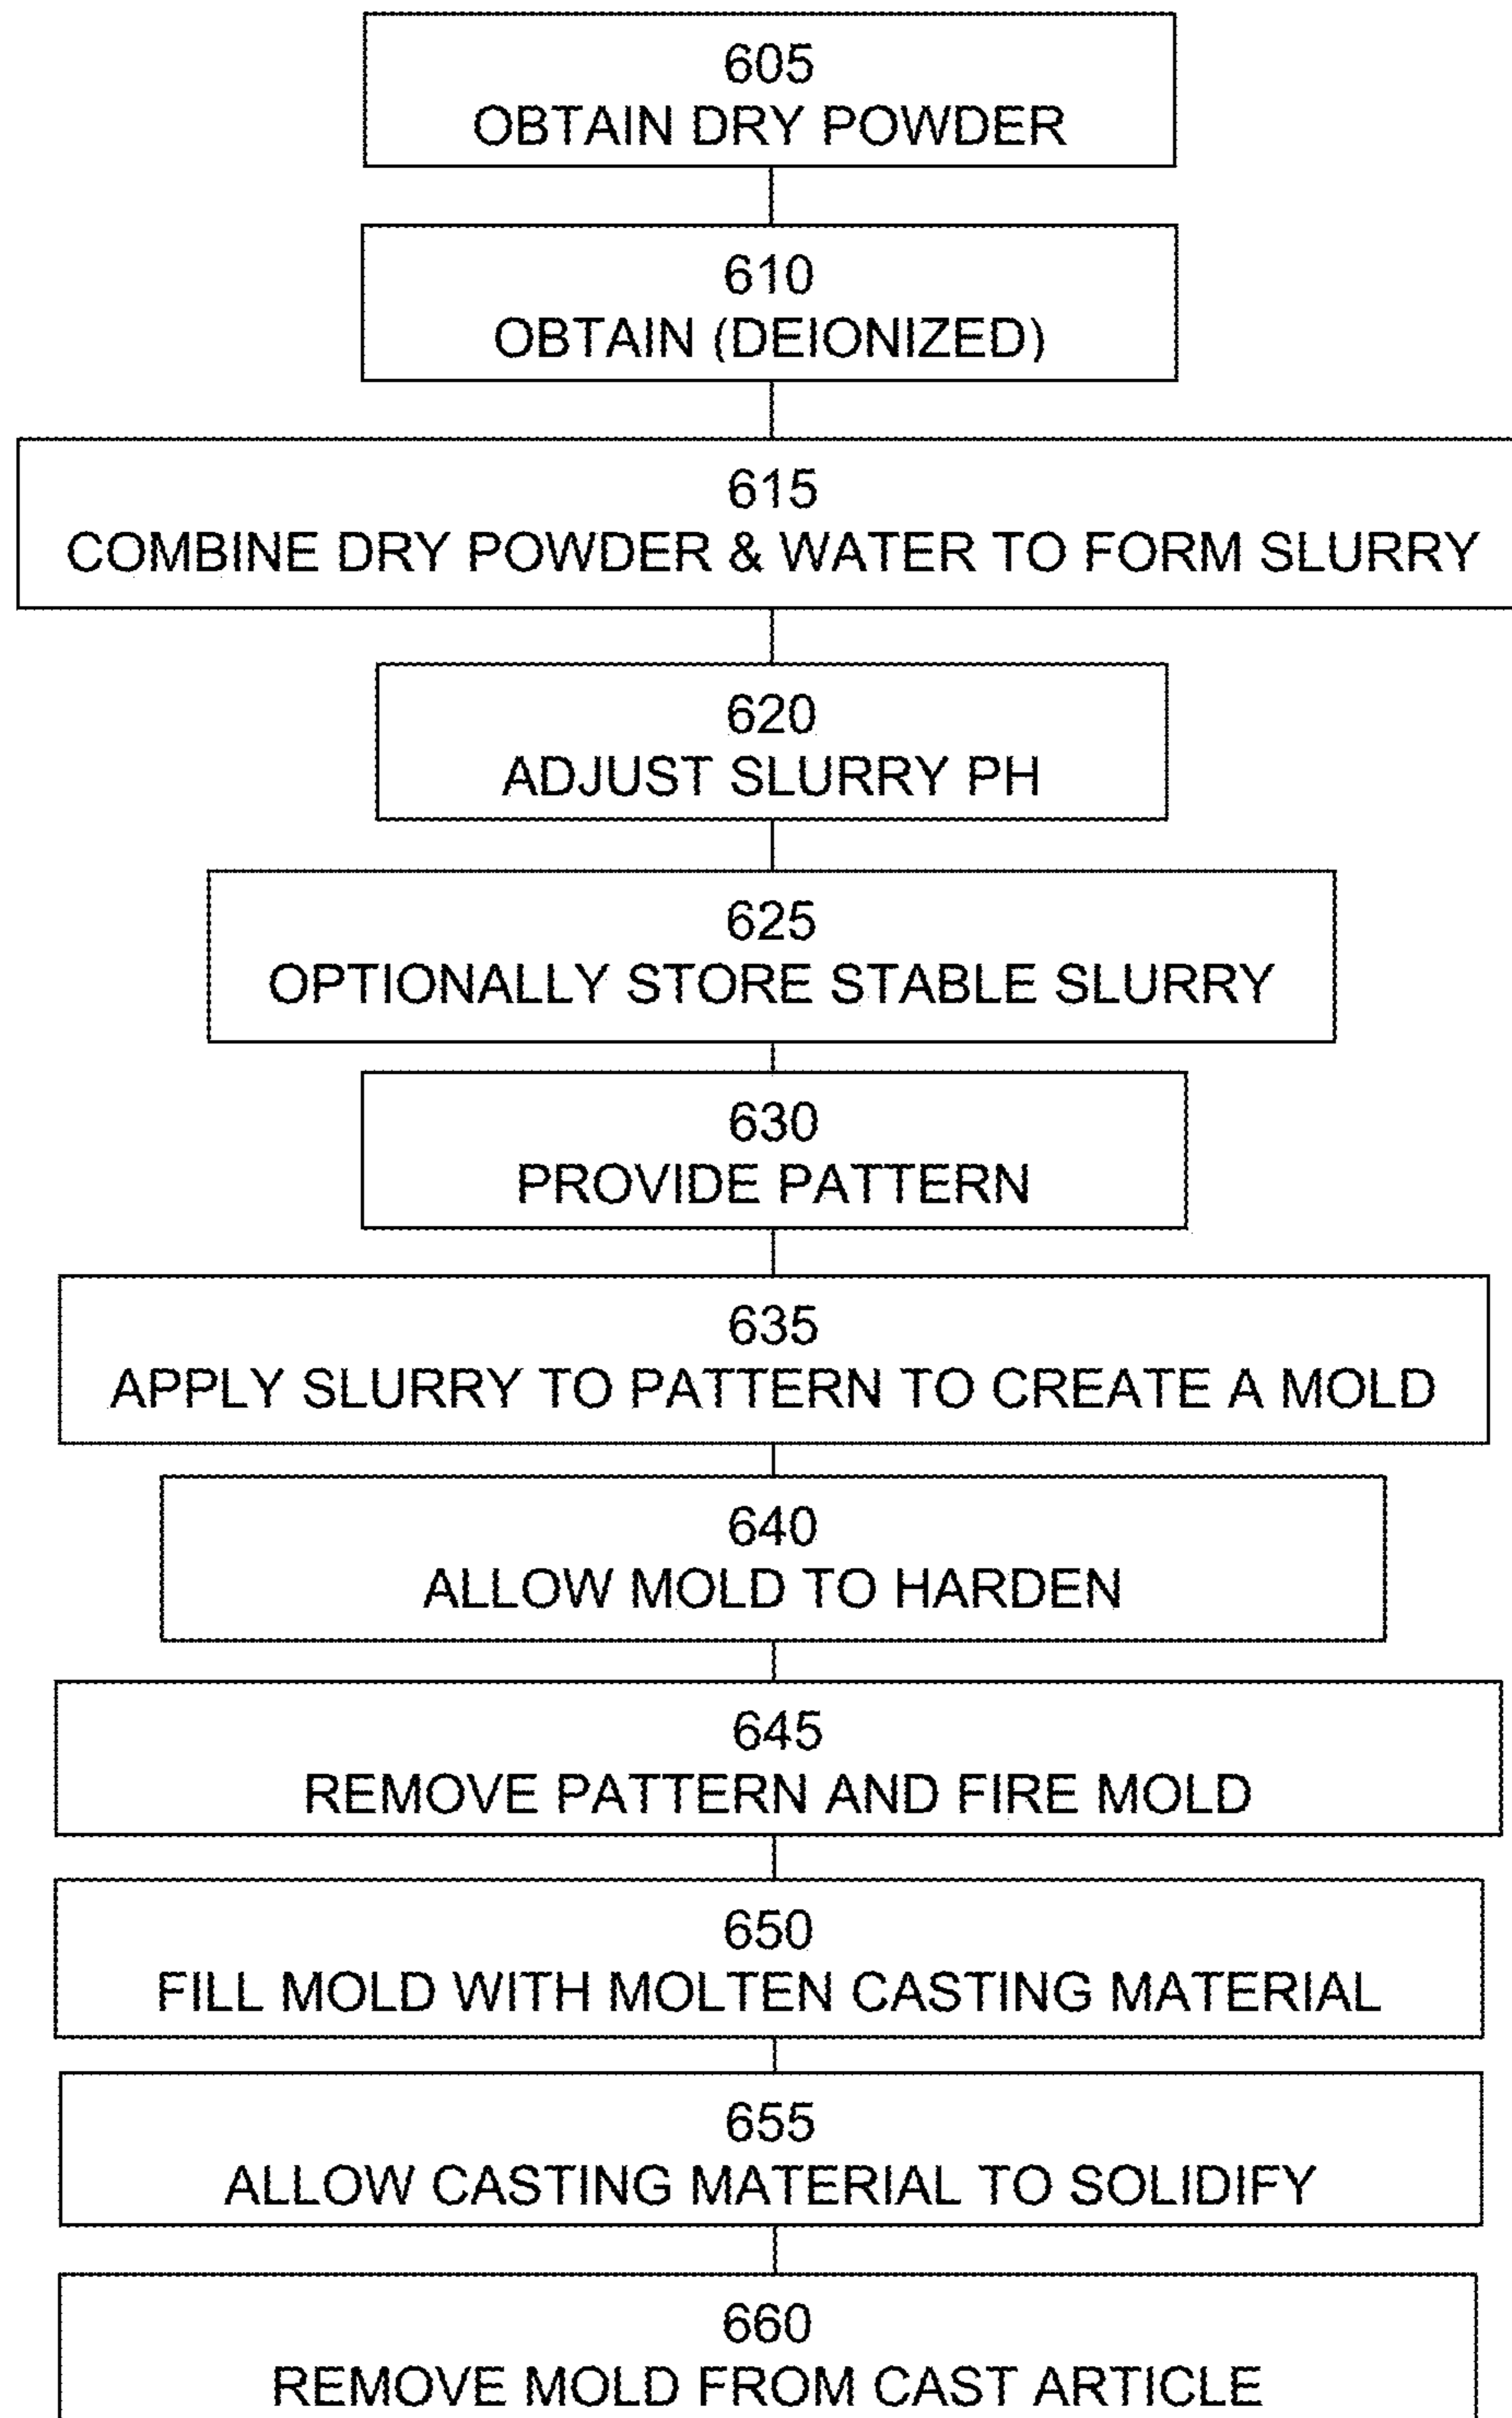 605
OBTAIN DRY POWDER
610
OBTAIN (DEIONIZED)
615
COMBINE DRY POWDER & WATER TO FORM SLURRY
620
ADJUST SLURRY PH
625
OPTIONALLY STORE STABLE SLURRY
630
PROVIDE PATTERN
635
APPLY SLURRY TO PATTERN TO CREATE A MOLD
640
ALLOW MOLD TO HARDEN
645
REMOVE PATTERN AND FIRE MOLD
650
FILL MOLD WITH MOLTEN CASTING MATERIAL
655
ALLOW CASTING MATERIAL TO SOLIDIFY
660
REMOVE MOLD FROM CAST ARTICLE